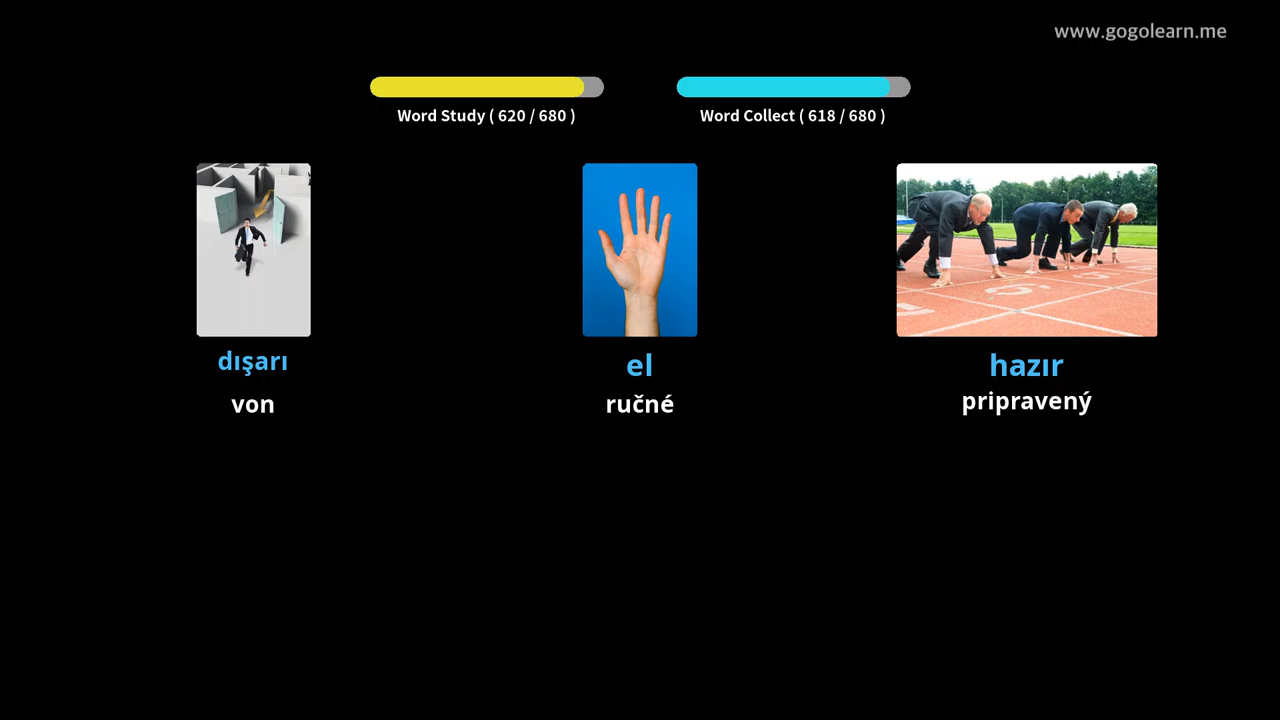 www.gogolearn.me
Word Study ( 620 / 680 )
Word Collect ( 618 / 680 )
dışarı
von
el
ručné
hazır
pripravený